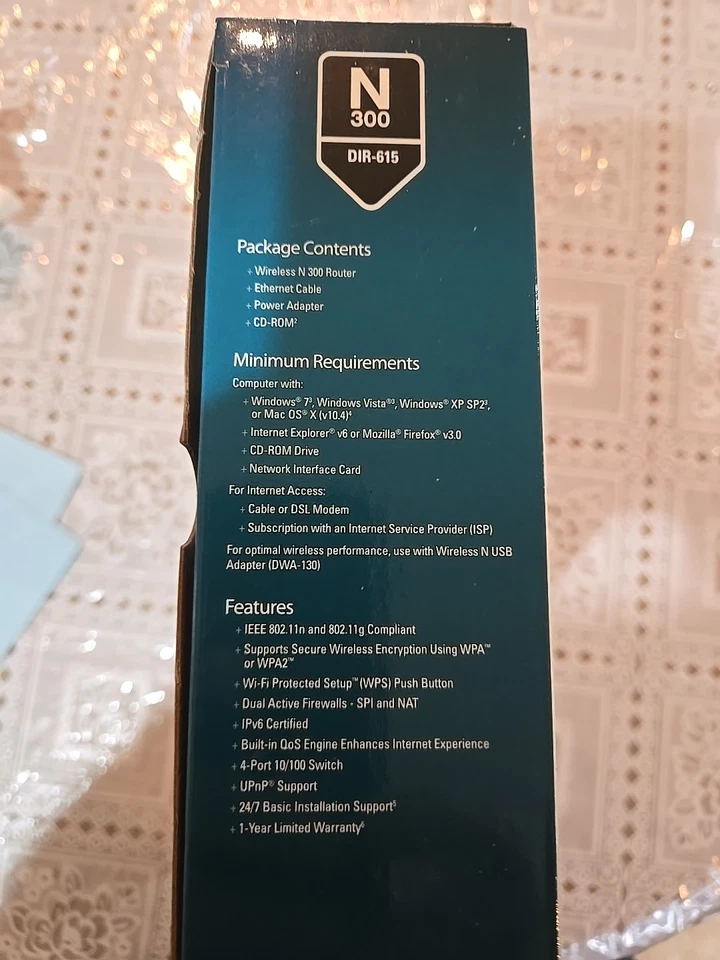 N
300
DIR-615
Package Contents
+ Wireless N 300 Router
+ Ethernet Cable
+ Power Adapter
+ CD-ROM²
Minimum Requirements
Computer with:
+ Windows® 7³, Windows Vista®³, Windows® XP SP2³,
or Mac OS® X (v10.4)⁴
+ Internet Explorer® v6 or Mozilla® Firefox® v3.0
+ CD-ROM Drive
+ Network Interface Card
For Internet Access:
+ Cable or DSL Modem
+ Subscription with an Internet Service Provider (ISP)
For optimal wireless performance, use with Wireless N USB
Adapter (DWA-130)
Features
+ IEEE 802.11n and 802.11g Compliant
+ Supports Secure Wireless Encryption Using WPA™
or WPA2™
+ Wi-Fi Protected Setup™ (WPS) Push Button
+ Dual Active Firewalls - SPI and NAT
+ IPv6 Certified
+ Built-in QoS Engine Enhances Internet Experience
+ 4-Port 10/100 Switch
+ UPnP® Support
+ 24/7 Basic Installation Support⁵
+ 1-Year Limited Warranty⁶